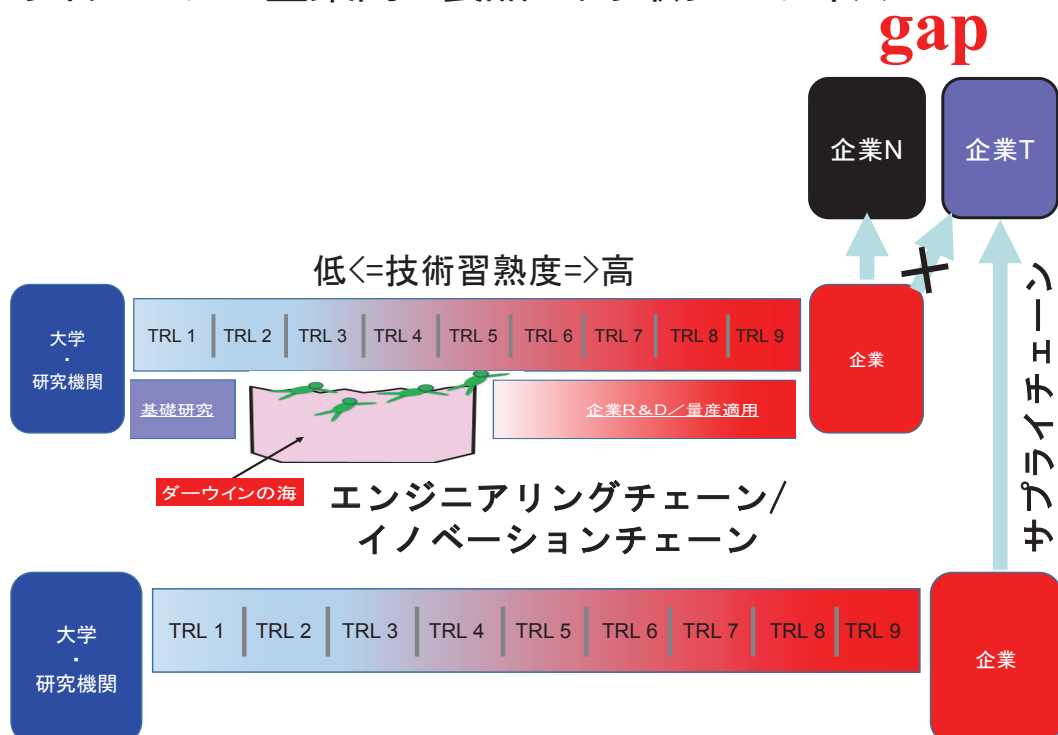 gap
企業N
企業T
低<=技術習熟度=>高
大学
・
研究機関
TRL 1
TRL 2
TRL 3
TRL 4
TRL 5
TRL 6
TRL 7
TRL 8
TRL 9
企業
基礎研究
企業R&D／量産適用
ダーウインの海
エンジニアリングチェーン/
イノベーションチェーン
サプライチェーン
大学
・
研究機関
TRL 1
TRL 2
TRL 3
TRL 4
TRL 5
TRL 6
TRL 7
TRL 8
TRL 9
企業